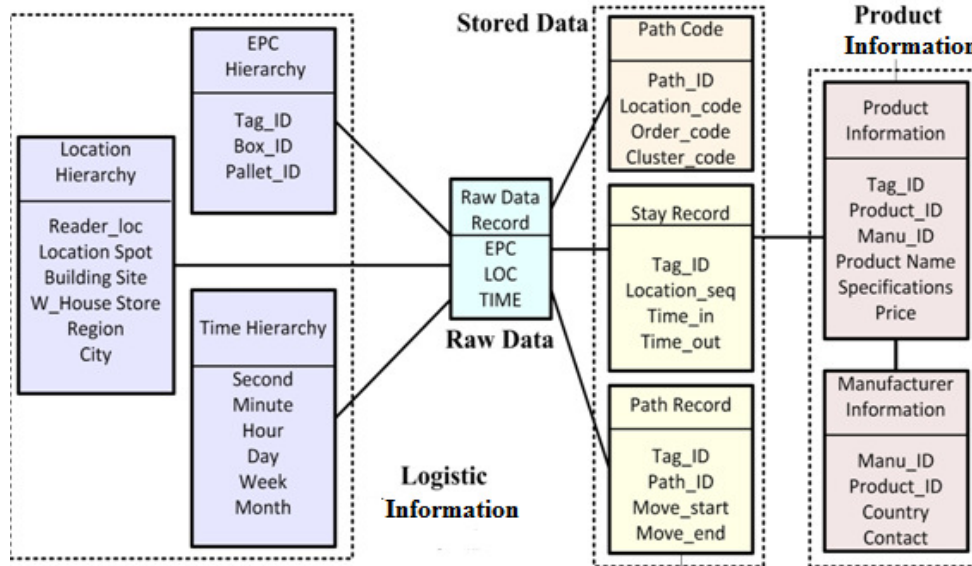 Stored Data
Product
Information
EPC
Hierarchy
Tag_ID
Box_ID
Pallet_ID
Location
Hierarchy
Reader_loc
Location Spot
Building Site
W_House Store
Region
City
Time Hierarchy
Second
Minute
Hour
Day
Week
Month
Logistic
Information
Raw Data
Record
EPC
LOC
TIME
Raw Data
Path Code
Path_ID
Location_code
Order_code
Cluster_code
Stay Record
Tag_ID
Location_seq
Time_in
Time_out
Path Record
Tag_ID
Path_ID
Move_start
Move_end
Product
Information
Tag_ID
Product_ID
Manu_ID
Product Name
Specifications
Price
Manufacturer
Information
Manu_ID
Product_ID
Country
Contact